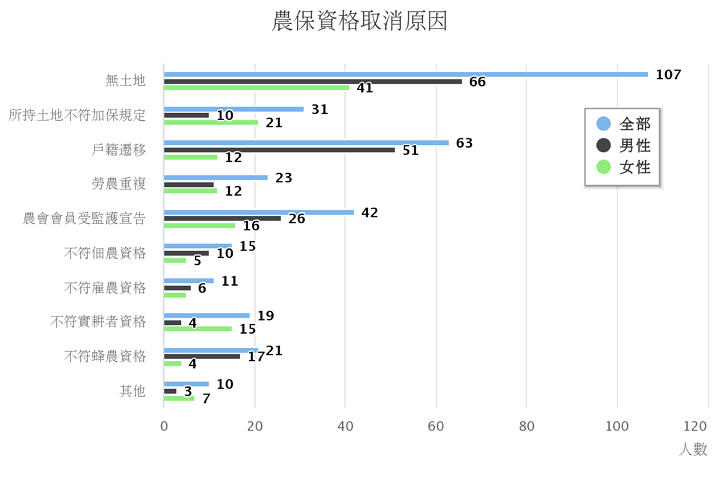 農保資格取消原因
無土地
107
66
41
所持土地不符加保規定
31
10
21
戶籍遷移
63
51
12
勞農重複
23
12
農會會員受監護宣告
42
26
16
不符佃農資格
15
10
5
不符雇農資格
11
6
不符實耕者資格
19
4
15
不符蜂農資格
21
17
4
其他
10
3
7
全部
男性
女性
0 20 40 60 80 100 120
人數